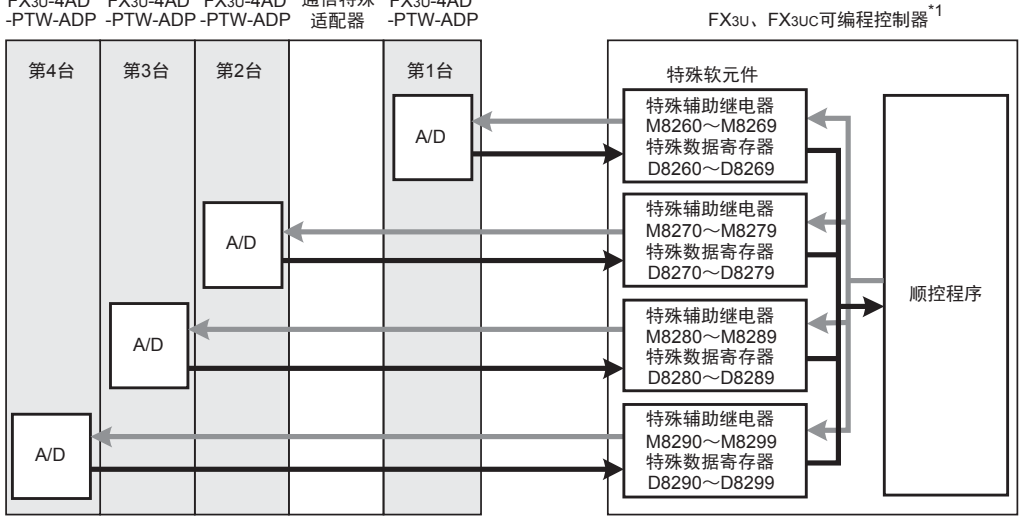 FX3U-4AD
-PTW-ADP
FX3U-4AD
-PTW-ADP
FX3U-4AD
-PTW-ADP
通信特殊
适配器
FX3U-4AD
-PTW-ADP
FX3U、FX3UC可编程控制器*1
第4台
第3台
第2台
第1台
特殊软元件
A/D
特殊辅助继电器
M8260～M8269
特殊数据寄存器
D8260～D8269
A/D
特殊辅助继电器
M8270～M8279
特殊数据寄存器
D8270～D8279
顺控程序
A/D
特殊辅助继电器
M8280～M8289
特殊数据寄存器
D8280～D8289
A/D
特殊辅助继电器
M8290～M8299
特殊数据寄存器
D8290～D8299